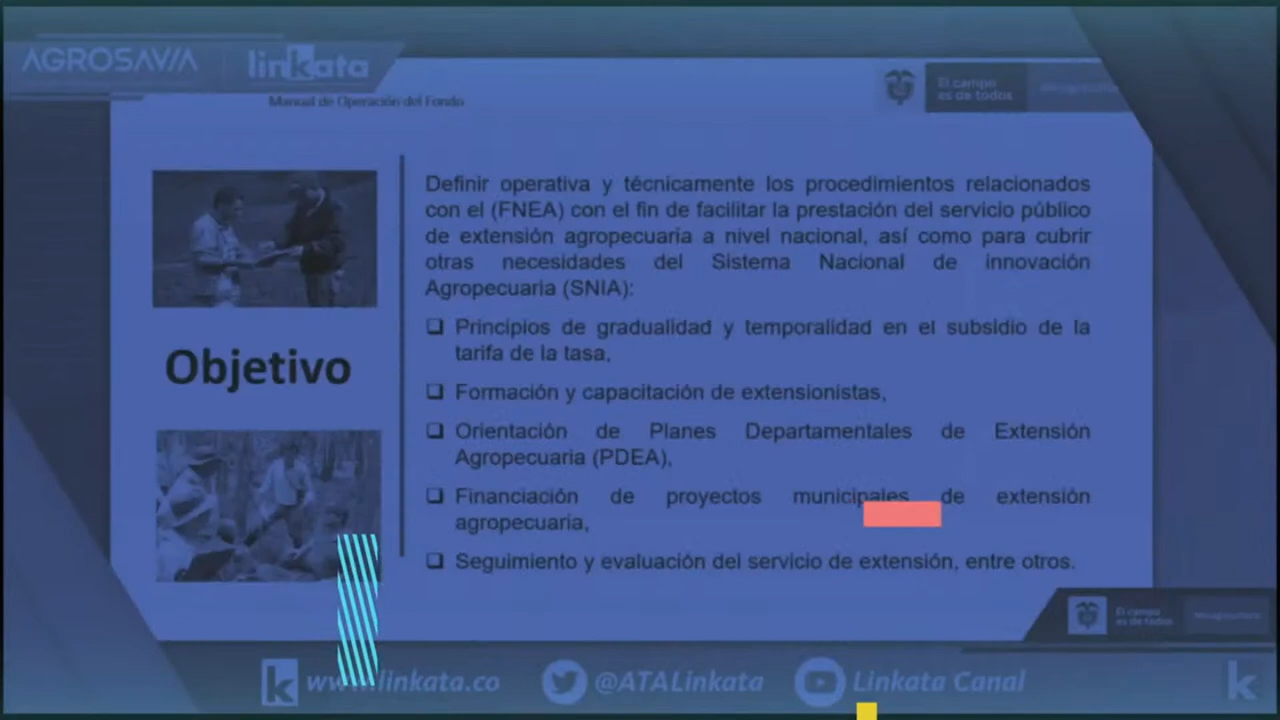 AGROSAVIA linkata
Manual de Operación del Fondo
El campo
es de todos
Definir operativa y técnicamente los procedimientos relacionados
con el (FNEA) con el fin de facilitar la prestación del servicio público
de extensión agropecuaria a nivel nacional, así como para cubrir
otras necesidades del Sistema Nacional de innovación
Agropecuaria (SNIA):
Objetivo
Principios de gradualidad y temporalidad en el subsidio de la
tarifa de la tasa,
Formación y capacitación de extensionistas,
Orientación de Planes Departamentales de Extensión
Agropecuaria (PDEA),
Financiación de proyectos municipales de extensión
agropecuaria,
Seguimiento y evaluación del servicio de extensión, entre otros.
El campo
es de todos
k www.linkata.co @ATALinkata Linkata Canal k